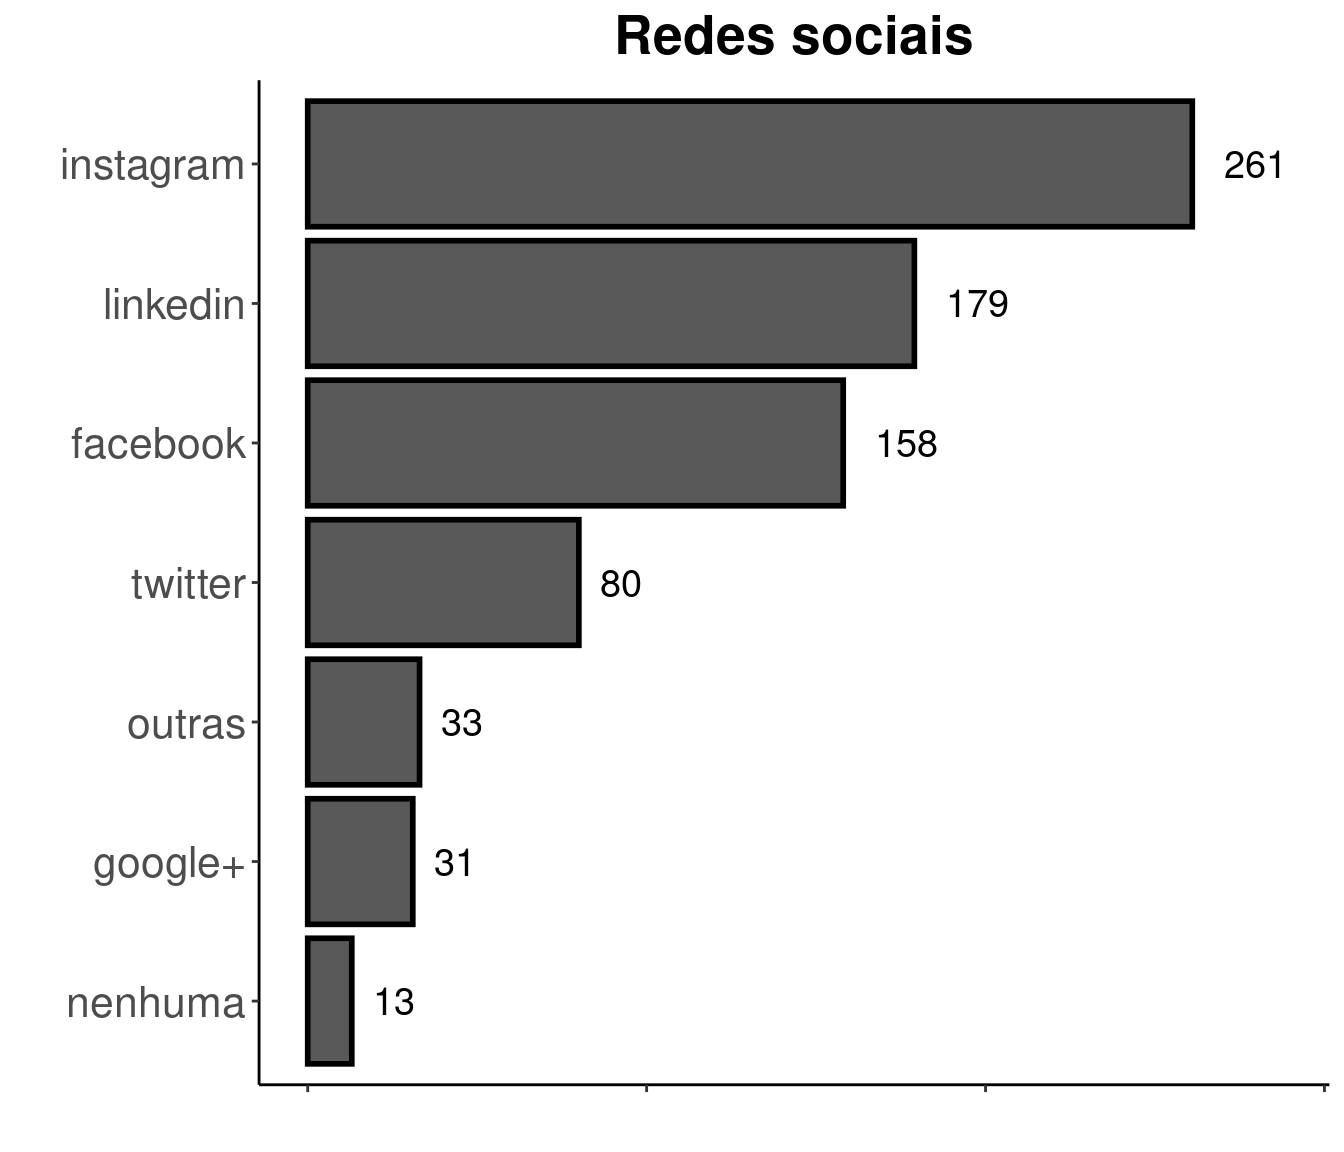 Redes sociais
instagram 261
linkedin 179
facebook 158
twitter 80
outras 33
google+ 31
nenhuma 13